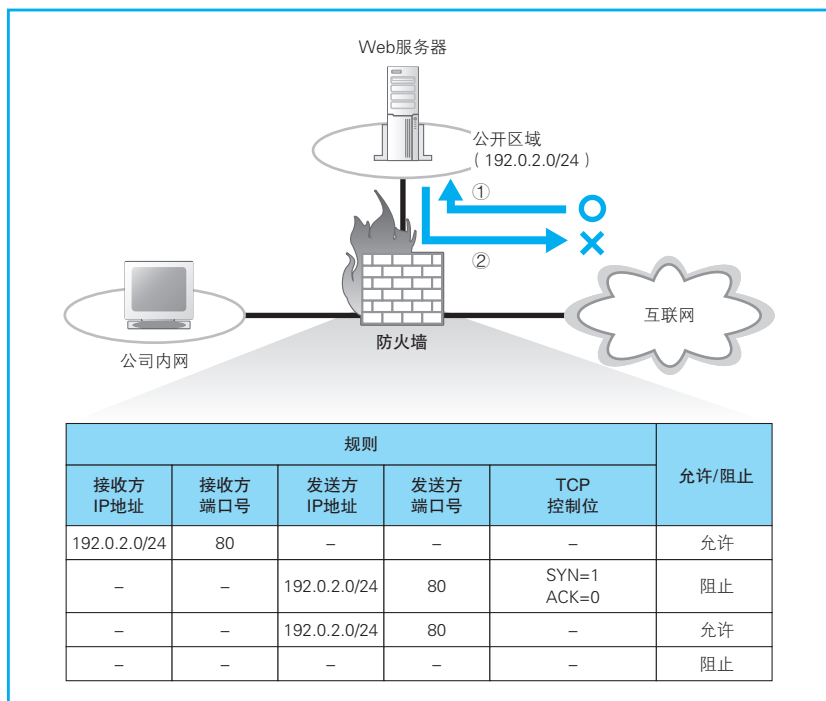 Web服务器
公开区域
（192.0.2.0/24）
①
②
互联网
公司内网
防火墙
规则
允许/阻止
接收方
IP地址
接收方
端口号
发送方
IP地址
发送方
端口号
TCP
控制位
192.0.2.0/24 80 – – – 允许
– – 192.0.2.0/24 80 SYN=1 ACK=0 阻止
– – 192.0.2.0/24 80 – 允许
– – – – – 阻止